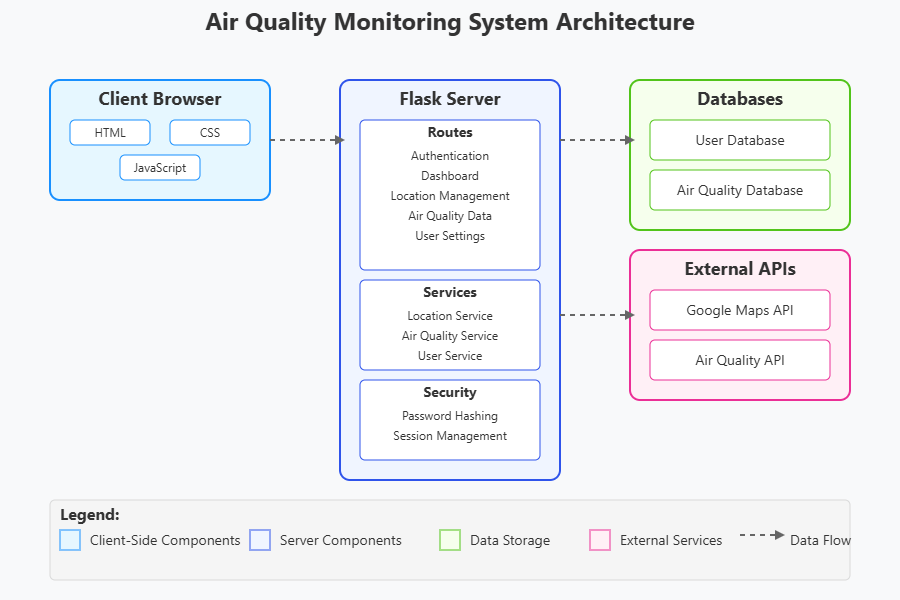 Air Quality Monitoring System Architecture
Client Browser
HTML
CSS
JavaScript
Flask Server
Routes
Authentication
Dashboard
Location Management
Air Quality Data
User Settings
Services
Location Service
Air Quality Service
User Service
Security
Password Hashing
Session Management
Databases
User Database
Air Quality Database
External APIs
Google Maps API
Air Quality API
Legend:
Client-Side Components
Server Components
Data Storage
External Services
Data Flow